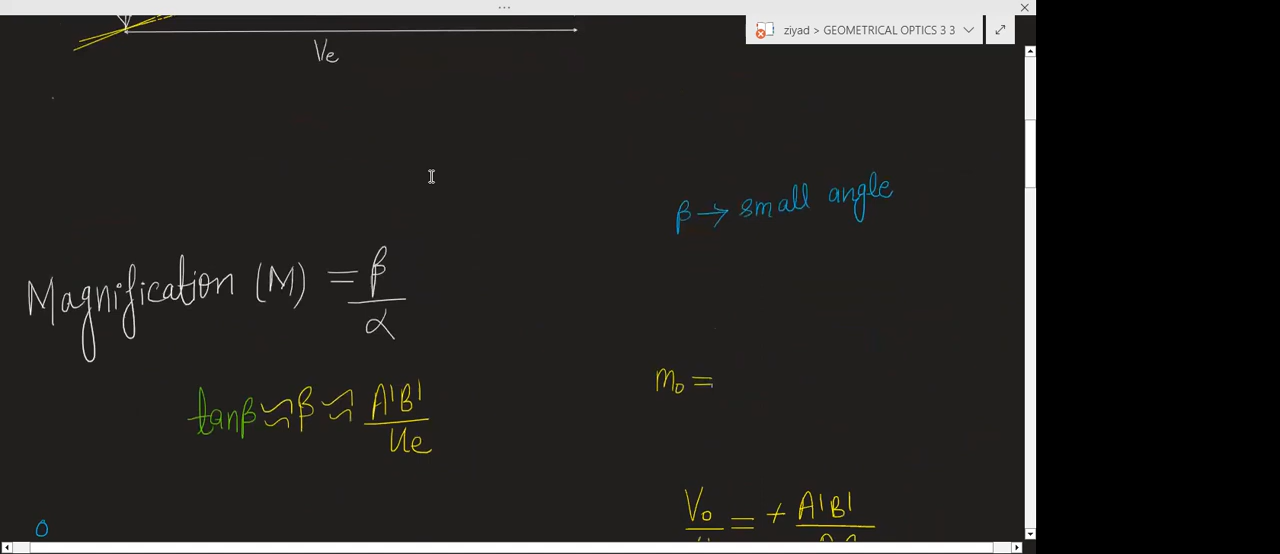 ziyad > GEOMETRICAL OPTICS 3 3
Ve
β → small angle
Magnification (M) = β / α
m₀ =
tanβ ≈ β ≈ A'B' / Ue
V₀ / = + A'B' /
O